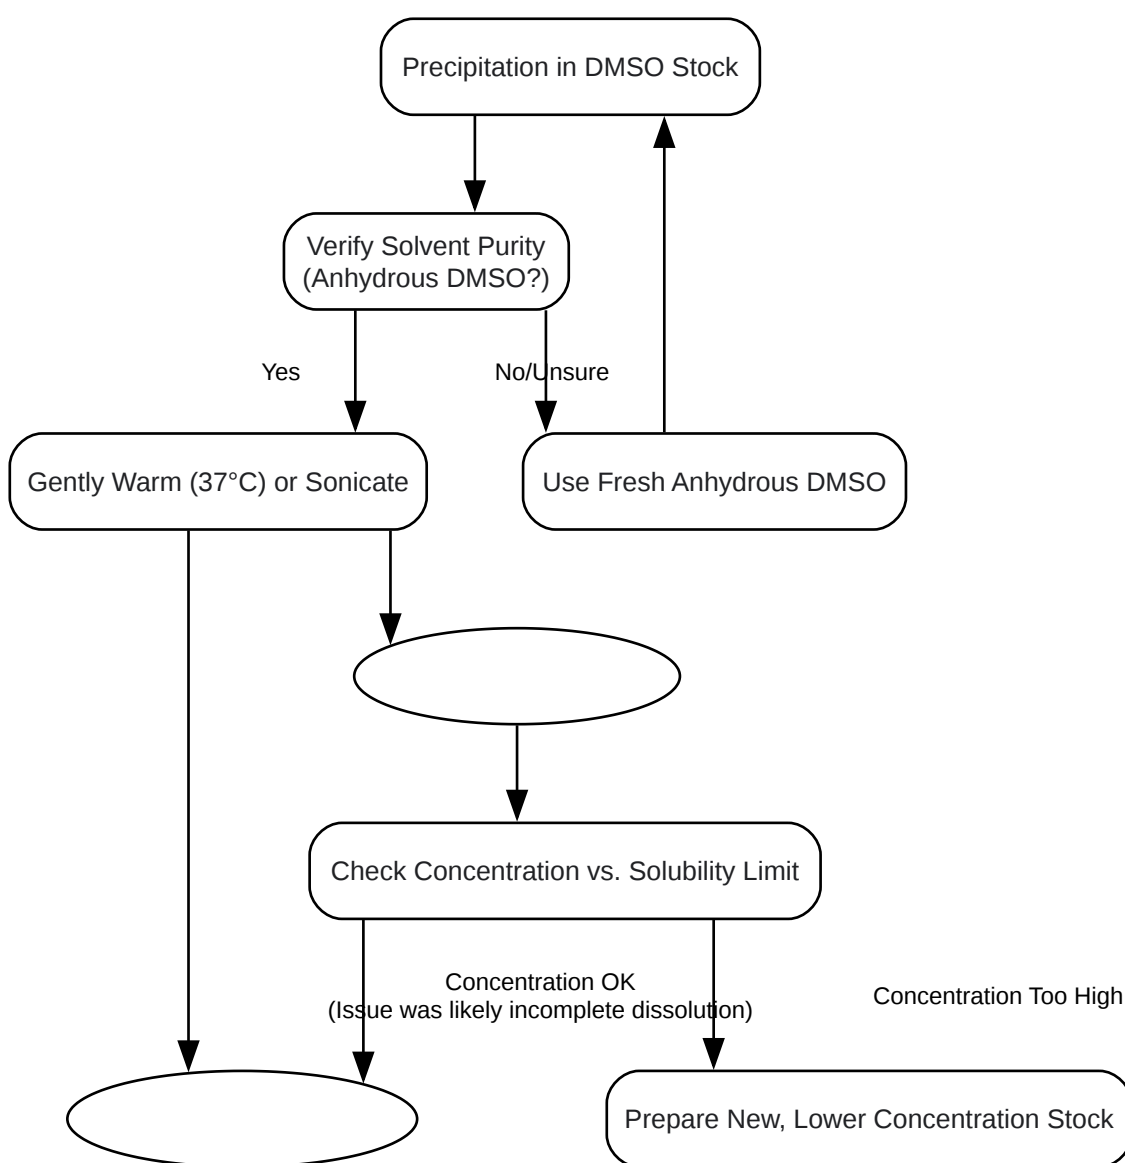 Precipitation in DMSO Stock
Verify Solvent Purity
(Anhydrous DMSO?)
Yes
No/Unsure
Gently Warm (37°C) or Sonicate
Use Fresh Anhydrous DMSO
Check Concentration vs. Solubility Limit
Concentration OK
(Issue was likely incomplete dissolution)
Concentration Too High
Prepare New, Lower Concentration Stock